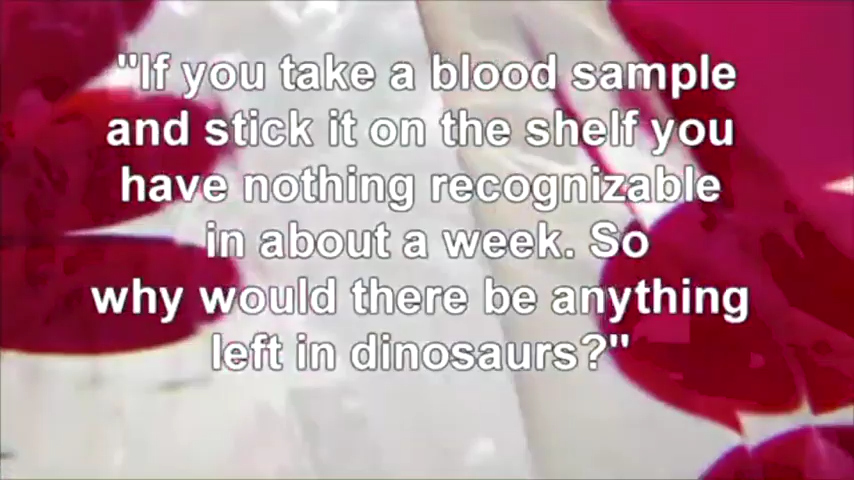 "If you take a blood sample
and stick it on the shelf you
have nothing recognizable
in about a week. So
why would there be anything
left in dinosaurs?"